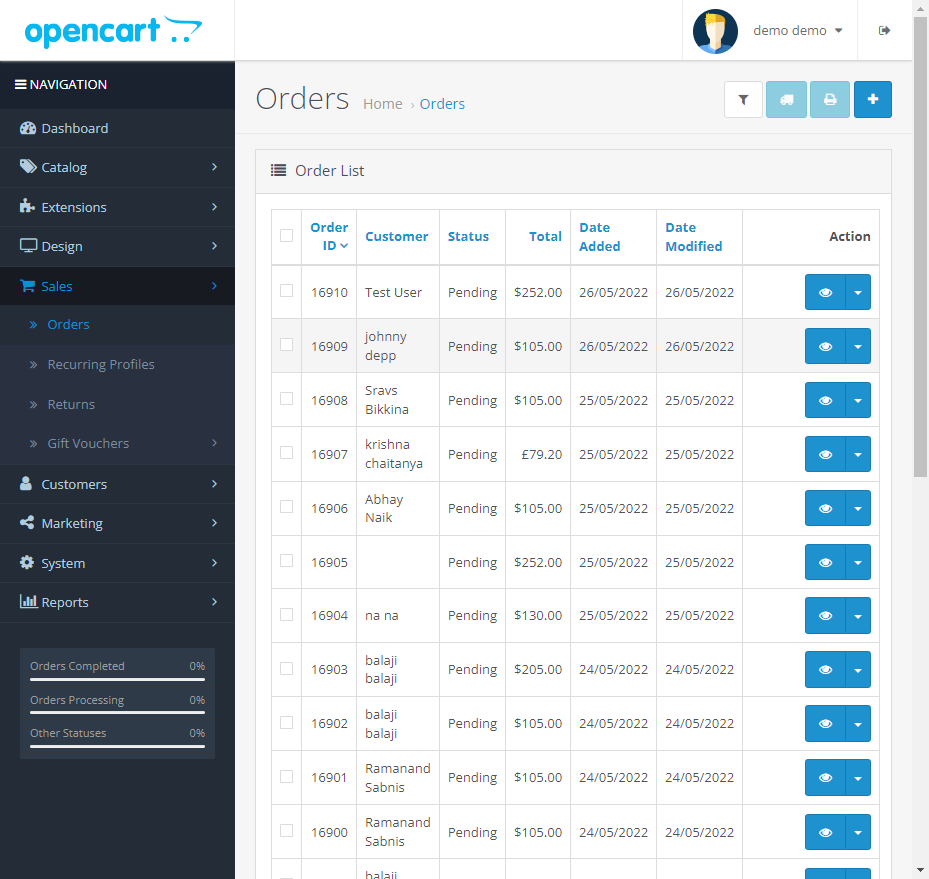 opencart
demo demo
NAVIGATION
Dashboard
Catalog
Extensions
Design
Sales
Orders
Recurring Profiles
Returns
Gift Vouchers
Customers
Marketing
System
Reports
Orders Completed 0%
Orders Processing 0%
Other Statuses 0%
Orders Home › Orders
Order List
Order ID Customer Status Total Date Added Date Modified Action
16910 Test User Pending $252.00 26/05/2022 26/05/2022
16909 johnny depp Pending $105.00 26/05/2022 26/05/2022
16908 Sravs Bikkina Pending $105.00 25/05/2022 25/05/2022
16907 krishna chaitanya Pending £79.20 25/05/2022 25/05/2022
16906 Abhay Naik Pending $105.00 25/05/2022 25/05/2022
16905 Pending $252.00 25/05/2022 25/05/2022
16904 na na Pending $130.00 25/05/2022 25/05/2022
16903 balaji balaji Pending $205.00 24/05/2022 24/05/2022
16902 balaji balaji Pending $105.00 24/05/2022 24/05/2022
16901 Ramanand Sabnis Pending $105.00 24/05/2022 24/05/2022
16900 Ramanand Sabnis Pending $105.00 24/05/2022 24/05/2022
balaji